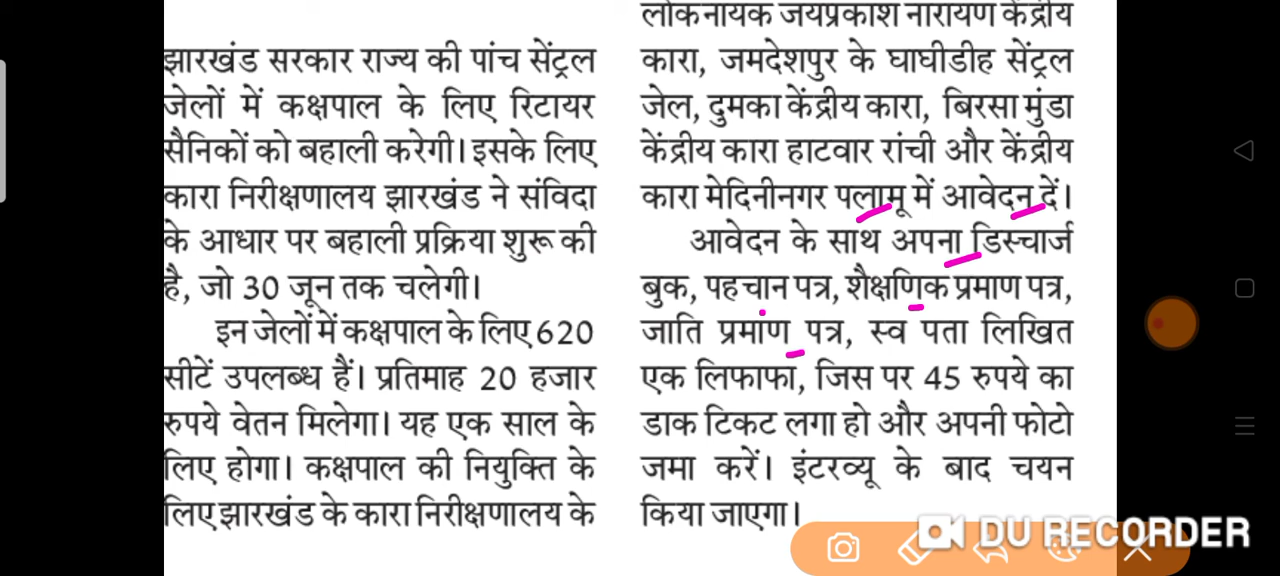 झारखंड सरकार राज्य की पांच सेंट्रल
जेलों में कक्षपाल के लिए रिटायर
सैनिकों को बहाली करेगी। इसके लिए
कारा निरीक्षणालय झारखंड ने संविदा
के आधार पर बहाली प्रक्रिया शुरू की
है, जो 30 जून तक चलेगी।
इन जेलों में कक्षपाल के लिए 620
सीटें उपलब्ध हैं। प्रतिमाह 20 हजार
रुपये वेतन मिलेगा। यह एक साल के
लिए होगा। कक्षपाल की नियुक्ति के
लिए झारखंड के कारा निरीक्षणालय के
लोकनायक जयप्रकाश नारायण केंद्रीय
कारा, जमदेशपुर के घाघीडीह सेंट्रल
जेल, दुमका केंद्रीय कारा, बिरसा मुंडा
केंद्रीय कारा हाटवार रांची और केंद्रीय
कारा मेदिनीनगर पलामू में आवेदन दें।
आवेदन के साथ अपना डिस्चार्ज
बुक, पहचान पत्र, शैक्षणिक प्रमाण पत्र,
जाति प्रमाण पत्र, स्व पता लिखित
एक लिफाफा, जिस पर 45 रुपये का
डाक टिकट लगा हो और अपनी फोटो
जमा करें। इंटरव्यू के बाद चयन
किया जाएगा।
DU RECORDER